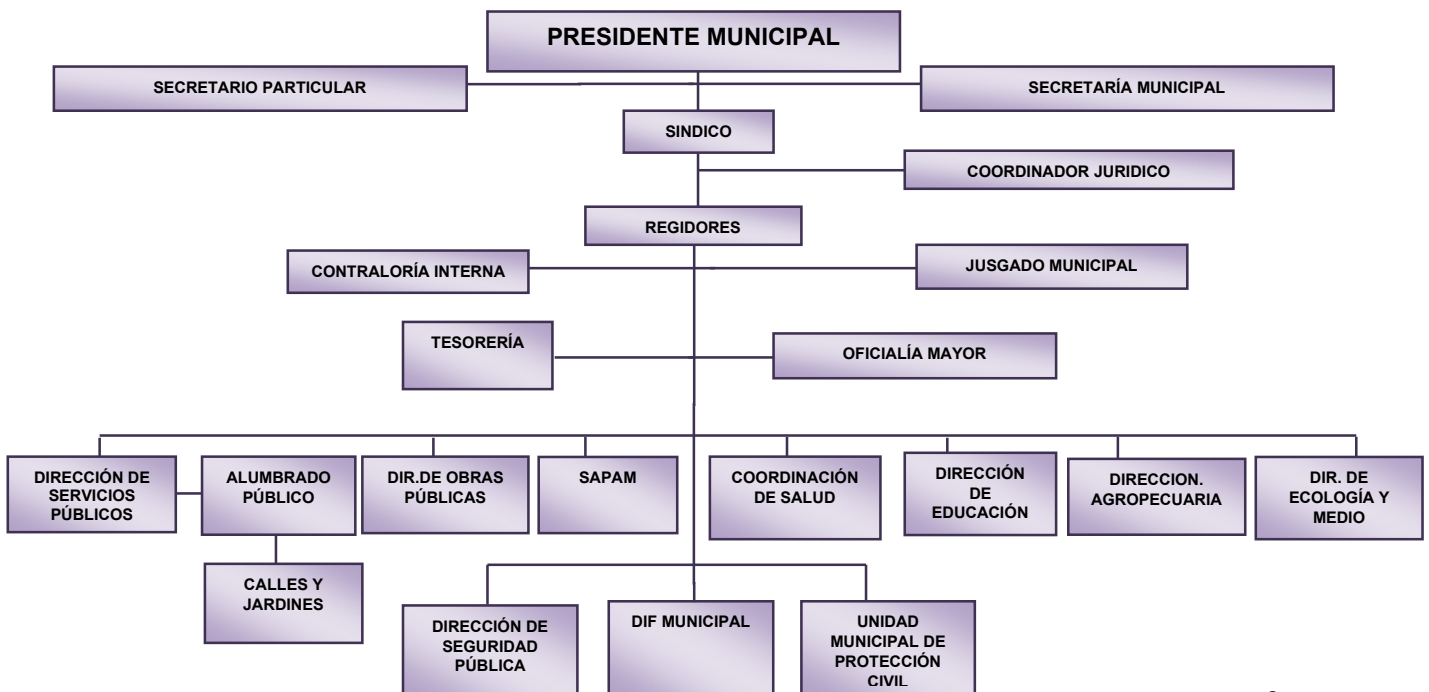 PRESIDENTE MUNICIPAL
SECRETARIO PARTICULAR
SECRETARÍA MUNICIPAL
SINDICO
COORDINADOR JURIDICO
REGIDORES
CONTRALORÍA INTERNA
JUSGADO MUNICIPAL
TESORERÍA
OFICIALÍA MAYOR
DIRECCIÓN DE
SERVICIOS
PÚBLICOS
ALUMBRADO
PÚBLICO
DIR.DE OBRAS
PÚBLICAS
SAPAM
COORDINACIÓN
DE SALUD
DIRECCIÓN
DE
EDUCACIÓN
DIRECCION.
AGROPECUARIA
DIR. DE
ECOLOGÍA Y
MEDIO
CALLES Y
JARDINES
DIRECCIÓN DE
SEGURIDAD
PÚBLICA
DIF MUNICIPAL
UNIDAD
MUNICIPAL DE
PROTECCIÓN
CIVIL